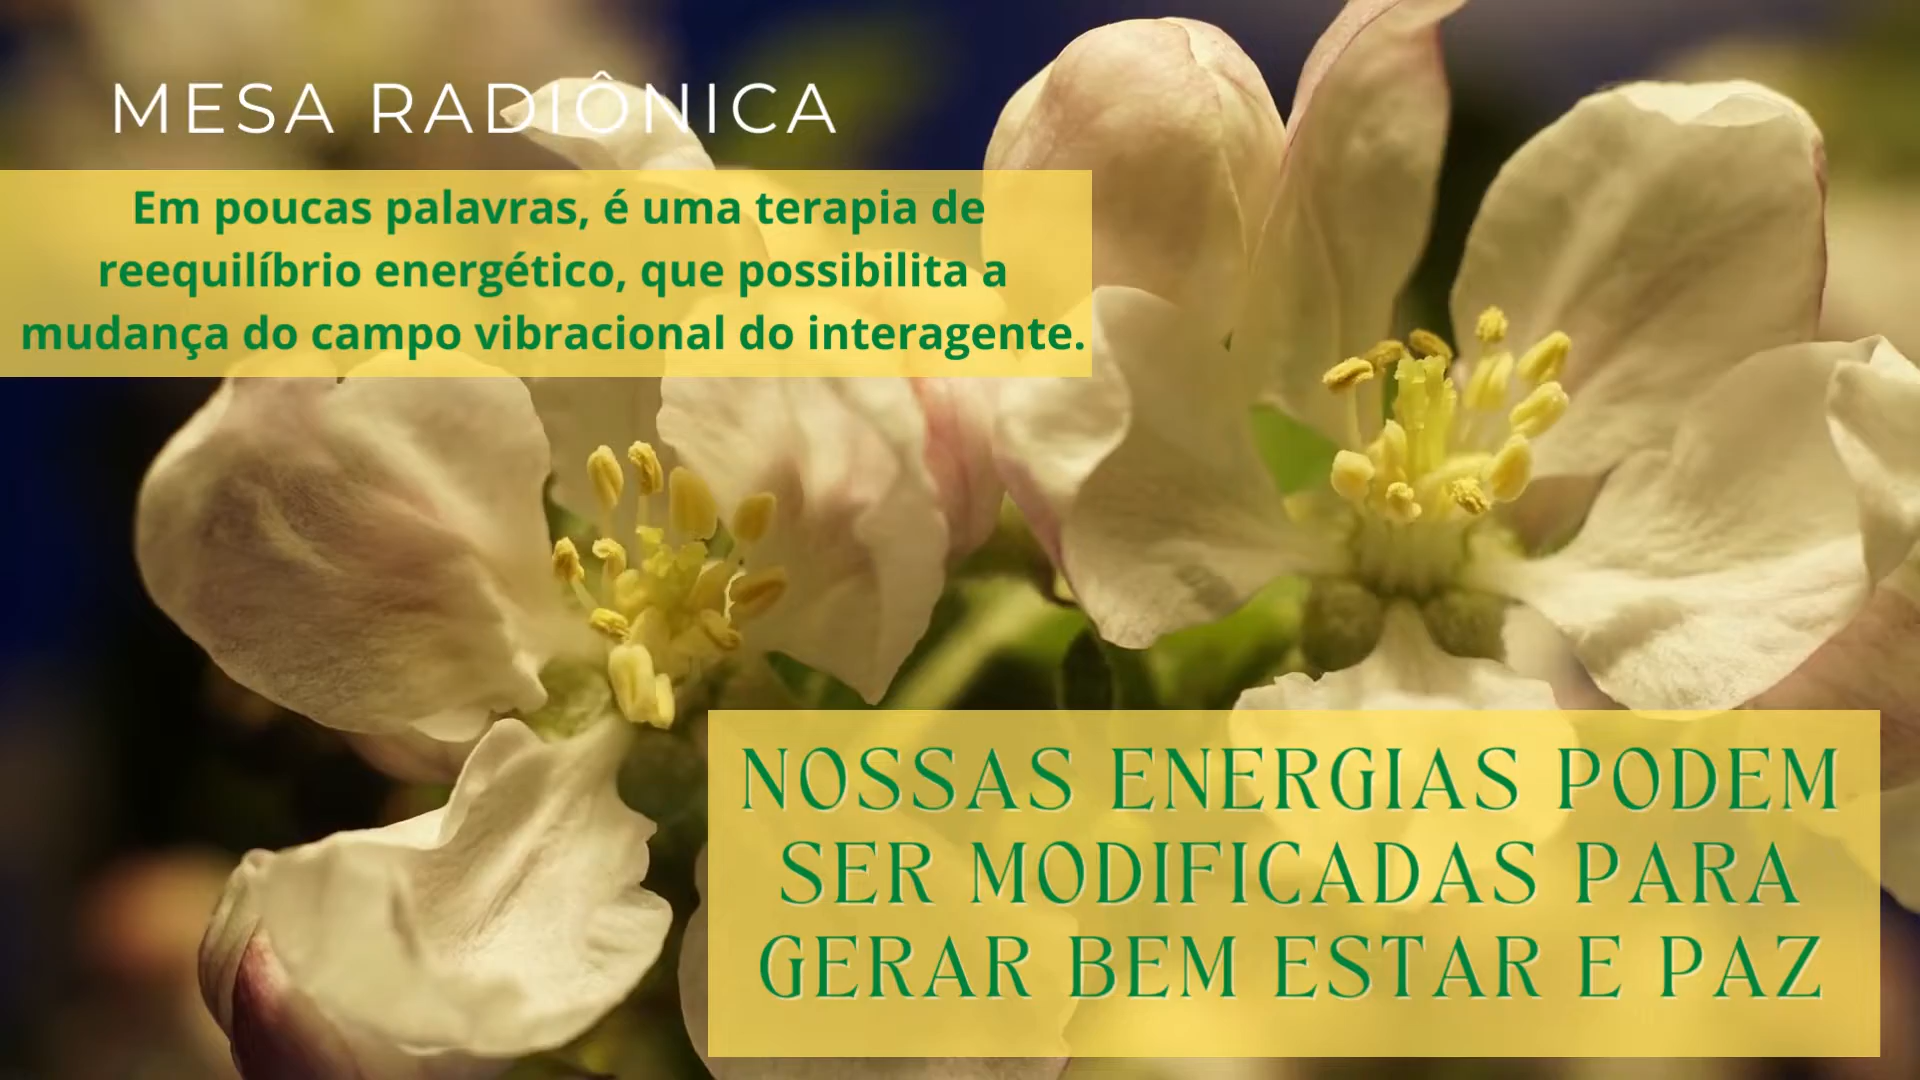 MESA RADIÔNICA
Em poucas palavras, é uma terapia de
reequilíbrio energético, que possibilita a
mudança do campo vibracional do interagente.
NOSSAS ENERGIAS PODEM
SER MODIFICADAS PARA
GERAR BEM ESTAR E PAZ